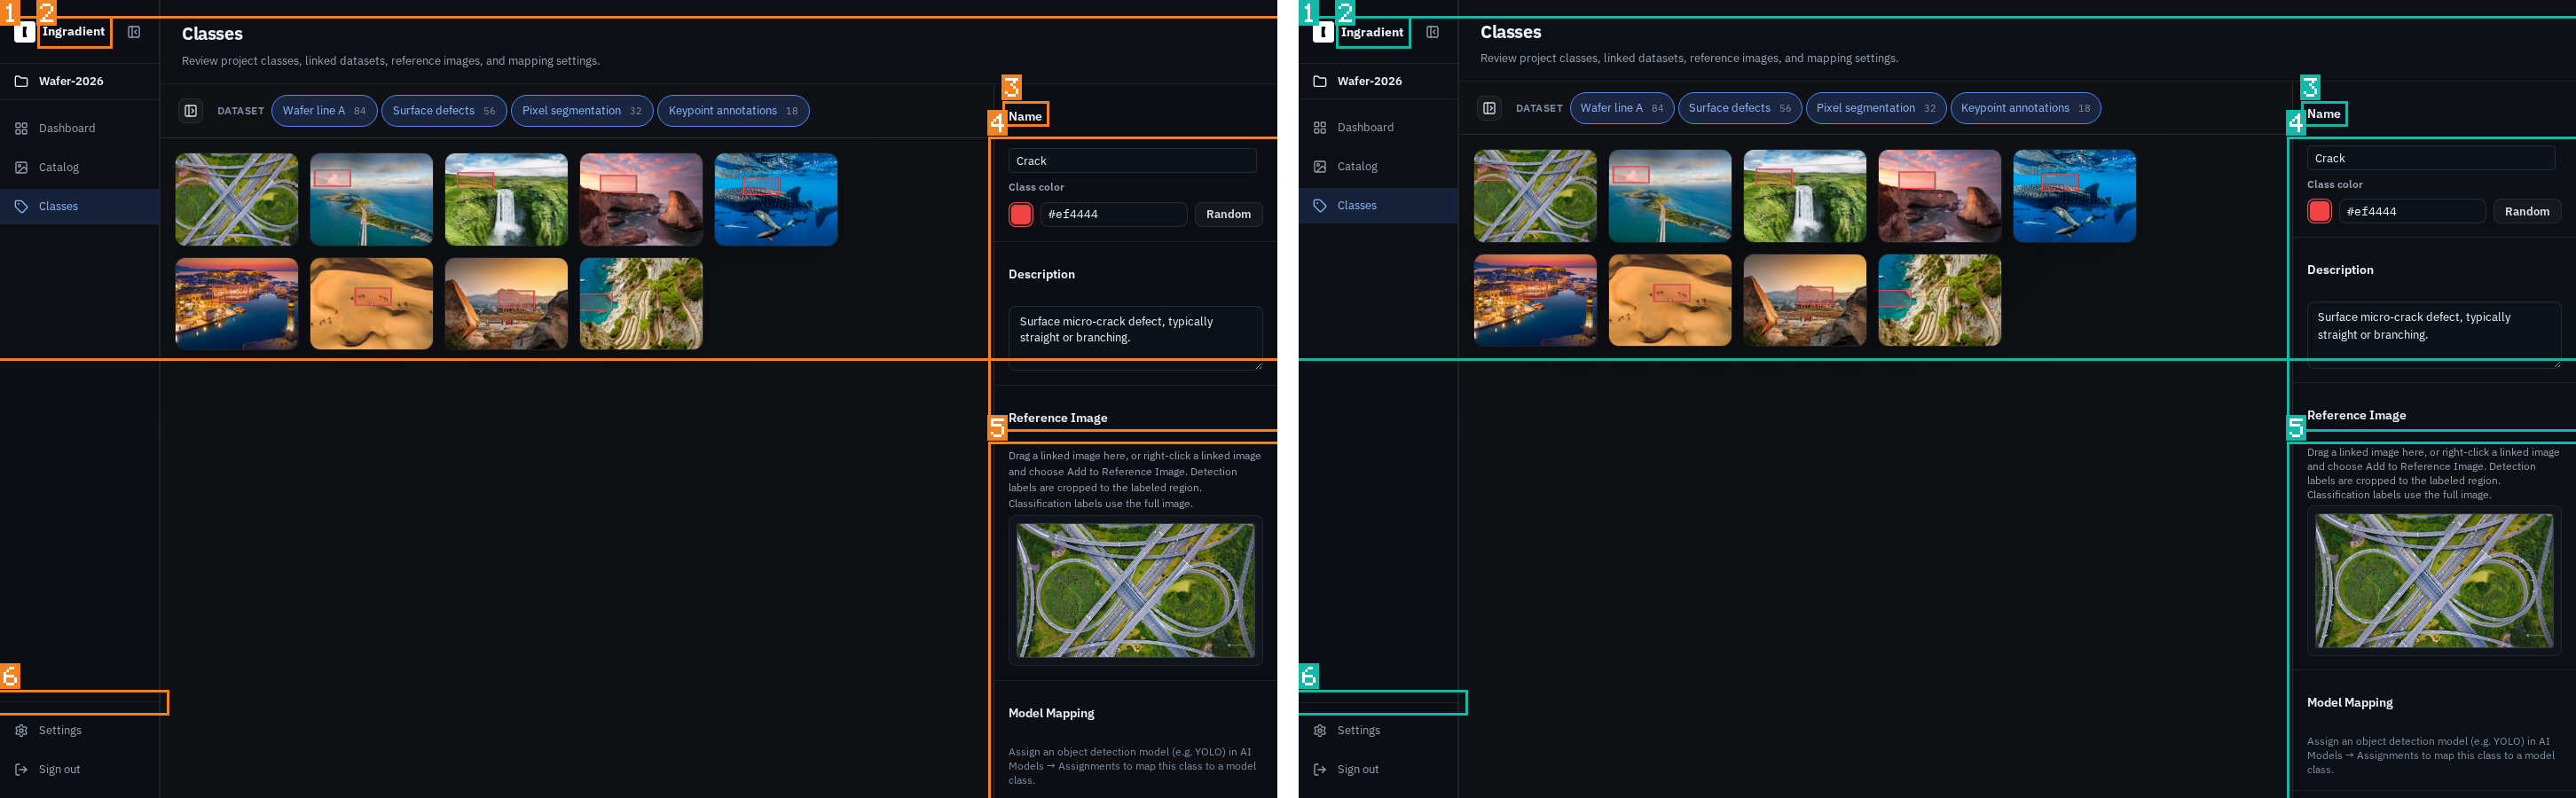 1 2
Ingradient
Classes
Review project classes, linked datasets, reference images, and mapping settings.
Wafer-2026
DATASET Wafer line A 84 Surface defects 56 Pixel segmentation 32 Keypoint annotations 18
Dashboard
Catalog
Classes
3
Name
4
Crack
Class color
#ef4444 Random
Description
Surface micro-crack defect, typically
straight or branching.
Reference Image
5
Drag a linked image here, or right-click a linked image
and choose Add to Reference Image. Detection
labels are cropped to the labeled region.
Classification labels use the full image.
6
Model Mapping
Assign an object detection model (e.g. YOLO) in AI
Models → Assignments to map this class to a model
class.
Settings
Sign out
1 2
Ingradient
Classes
Review project classes, linked datasets, reference images, and mapping settings.
Wafer-2026
DATASET Wafer line A 84 Surface defects 56 Pixel segmentation 32 Keypoint annotations 18
Dashboard
Catalog
Classes
3
Name
4
Crack
Class color
#ef4444 Random
Description
Surface micro-crack defect, typically
straight or branching.
Reference Image
5
Drag a linked image here, or right-click a linked image
and choose Add to Reference Image. Detection
labels are cropped to the labeled region.
Classification labels use the full image.
6
Model Mapping
Assign an object detection model (e.g. YOLO) in AI
Models → Assignments to map this class to a model
class.
Settings
Sign out